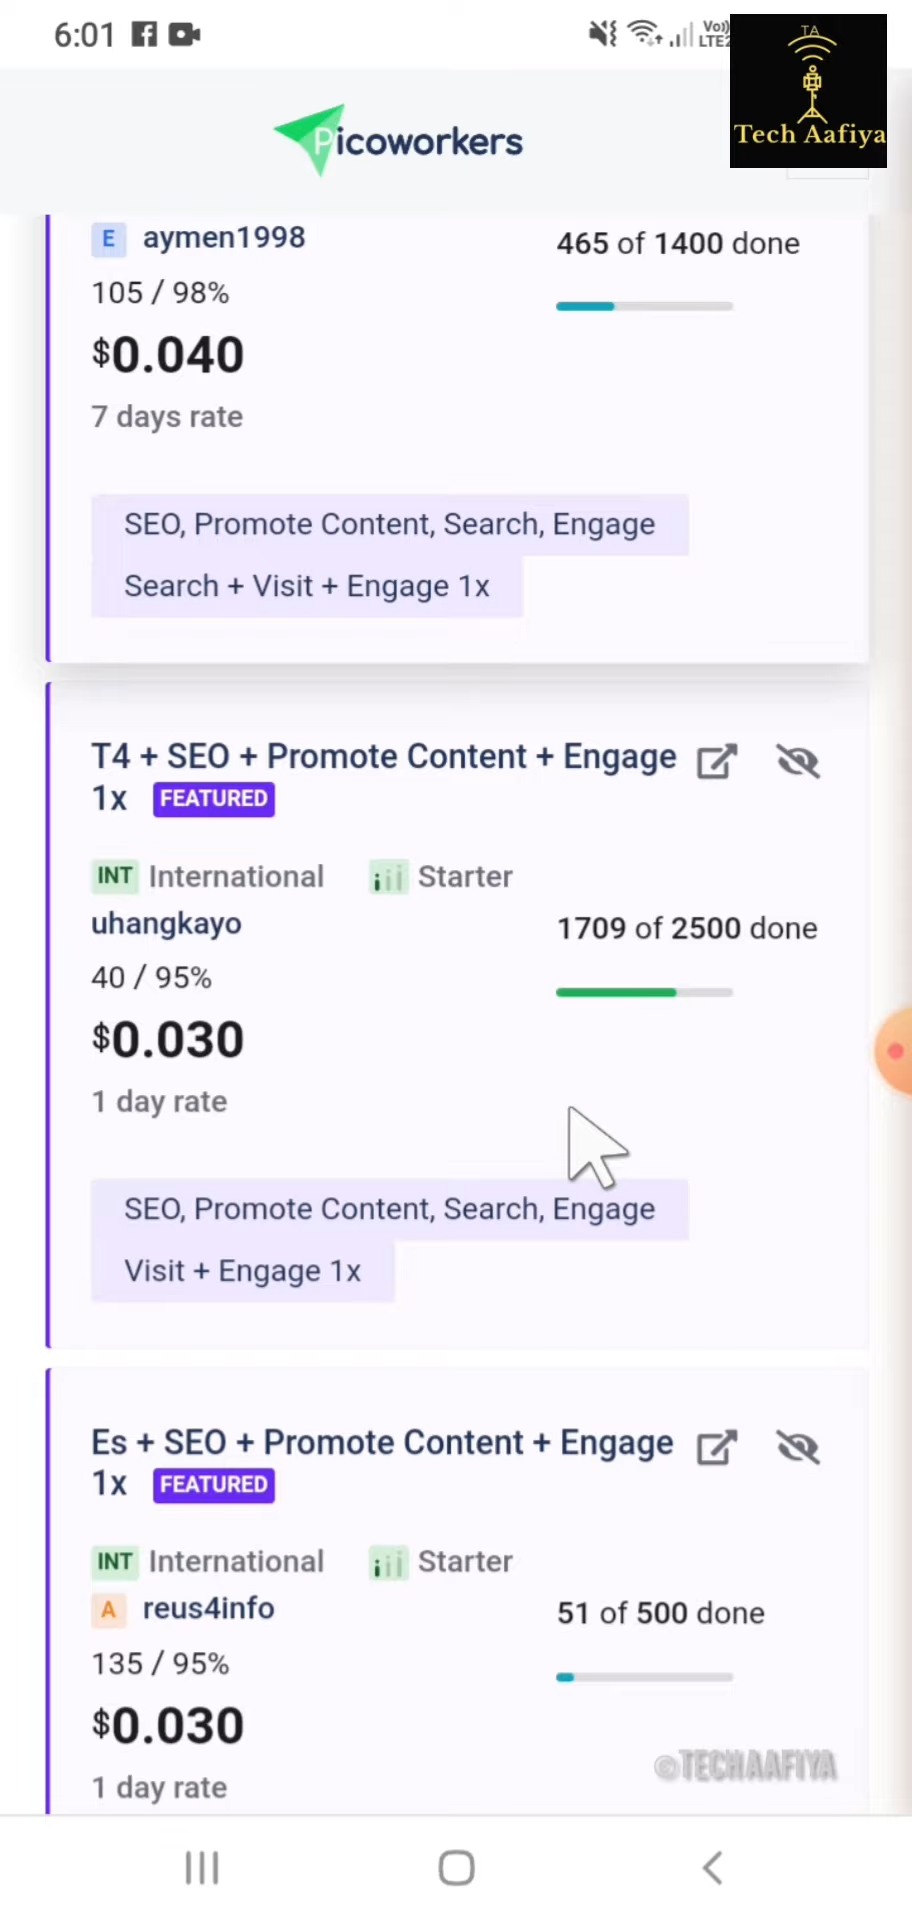 6:01
Vo))
LTE2
TA
Tech Aafiya
Picoworkers
E aymen1998
465 of 1400 done
105 / 98%
$0.040
7 days rate
SEO, Promote Content, Search, Engage
Search + Visit + Engage 1x
T4 + SEO + Promote Content + Engage
1x FEATURED
INT International Starter
uhangkayo
1709 of 2500 done
40 / 95%
$0.030
1 day rate
SEO, Promote Content, Search, Engage
Visit + Engage 1x
Es + SEO + Promote Content + Engage
1x FEATURED
INT International Starter
A reus4info
51 of 500 done
135 / 95%
$0.030
©TECHAAFIYA
1 day rate